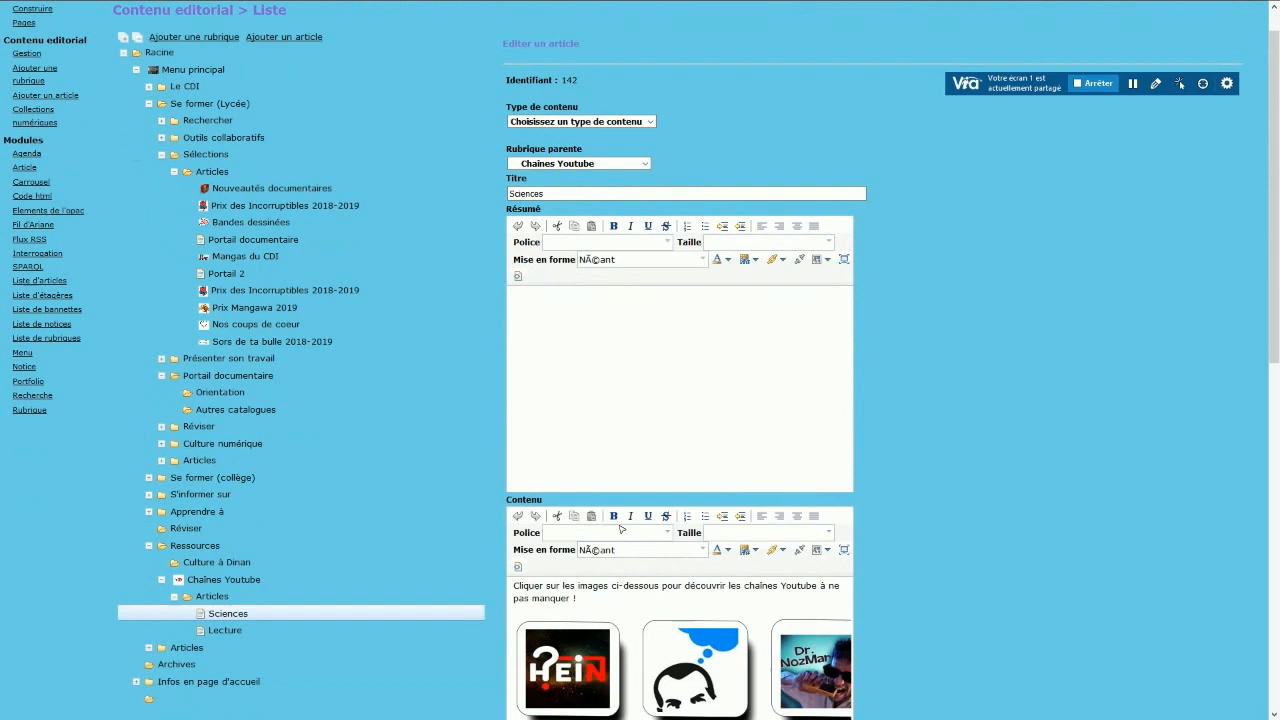 Construire
Pages
Contenu editorial
Gestion
Ajouter une
rubrique
Ajouter un article
Collections
numériques
Modules
Agenda
Article
Carrousel
Code html
Elements de l'opac
Fil d'Ariane
Flux RSS
Interrogation
SPARQL
Liste d'articles
Liste d'étagères
Liste de bannettes
Liste de notices
Liste de rubriques
Menu
Notice
Portfolio
Recherche
Rubrique
Contenu editorial > Liste
Ajouter une rubrique Ajouter un article
Racine
Menu principal
Le CDI
Se former (Lycée)
Rechercher
Outils collaboratifs
Sélections
Articles
Nouveautés documentaires
Prix des Incorruptibles 2018-2019
Bandes dessinées
Portail documentaire
Mangas du CDI
Portail 2
Prix des Incorruptibles 2018-2019
Prix Mangawa 2019
Nos coups de coeur
Sors de ta bulle 2018-2019
Présenter son travail
Portail documentaire
Orientation
Autres catalogues
Réviser
Culture numérique
Articles
Se former (collège)
S'informer sur
Apprendre à
Réviser
Ressources
Culture à Dinan
Chaînes Youtube
Articles
Sciences
Lecture
Articles
Archives
Infos en page d'accueil
Editer un article
Identifiant : 142
Type de contenu
Choisissez un type de contenu
Rubrique parente
Chaînes Youtube
Titre
Sciences
Résumé
B I U S
Police Taille
Mise en forme NÃ©ant
Contenu
B I U S
Police Taille
Mise en forme NÃ©ant
Cliquer sur les images ci-dessous pour découvrir les chaînes Youtube à ne
pas manquer !
?HEIN
Dr.
NozMan
Via
Votre écran 1 est
actuellement partagé
Arrêter